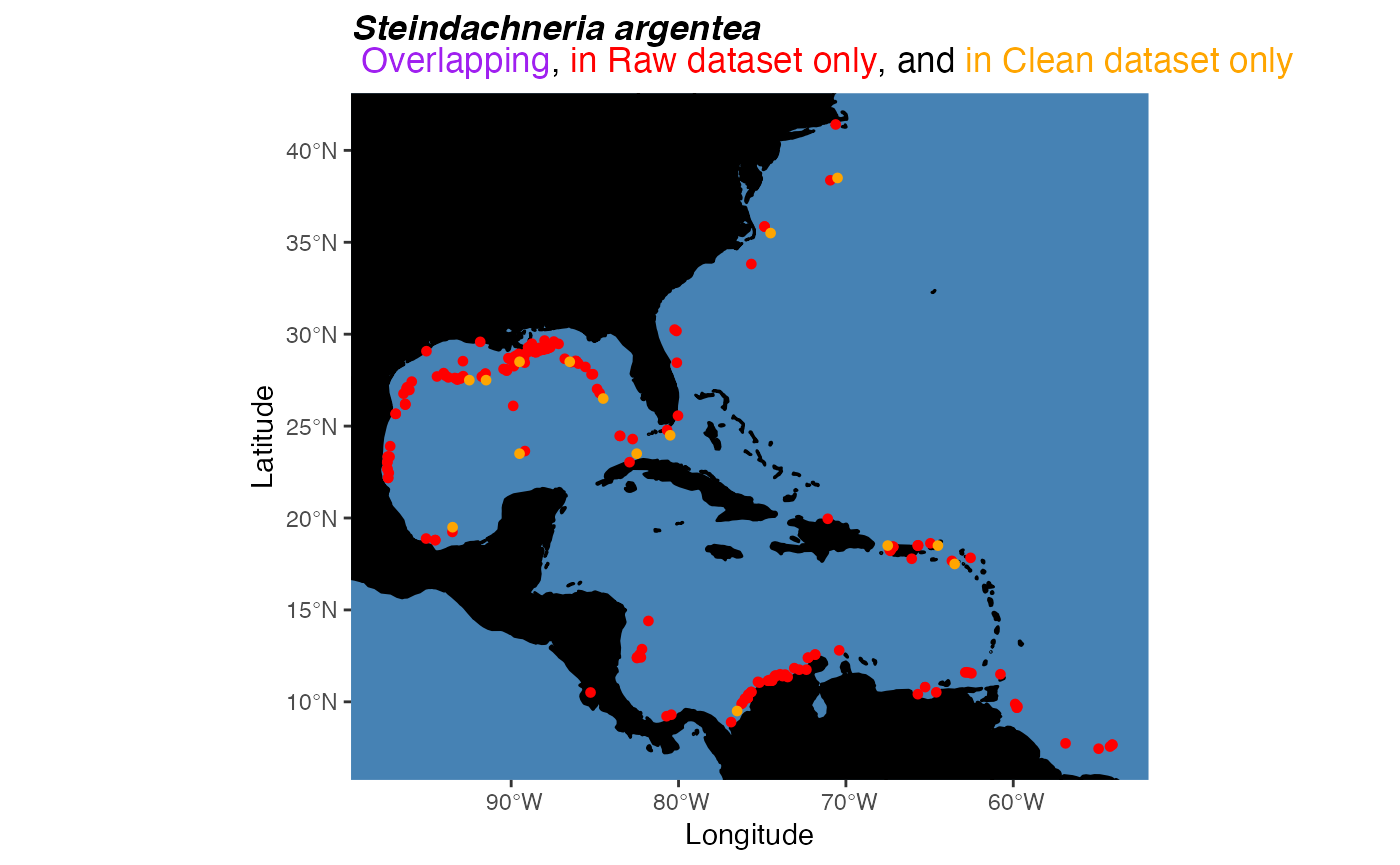 Steindachneria argentea
Overlapping, in Raw dataset only, and in Clean dataset only
40°N
35°N
30°N
25°N
20°N
15°N
10°N
Latitude
90°W 80°W 70°W 60°W
Longitude